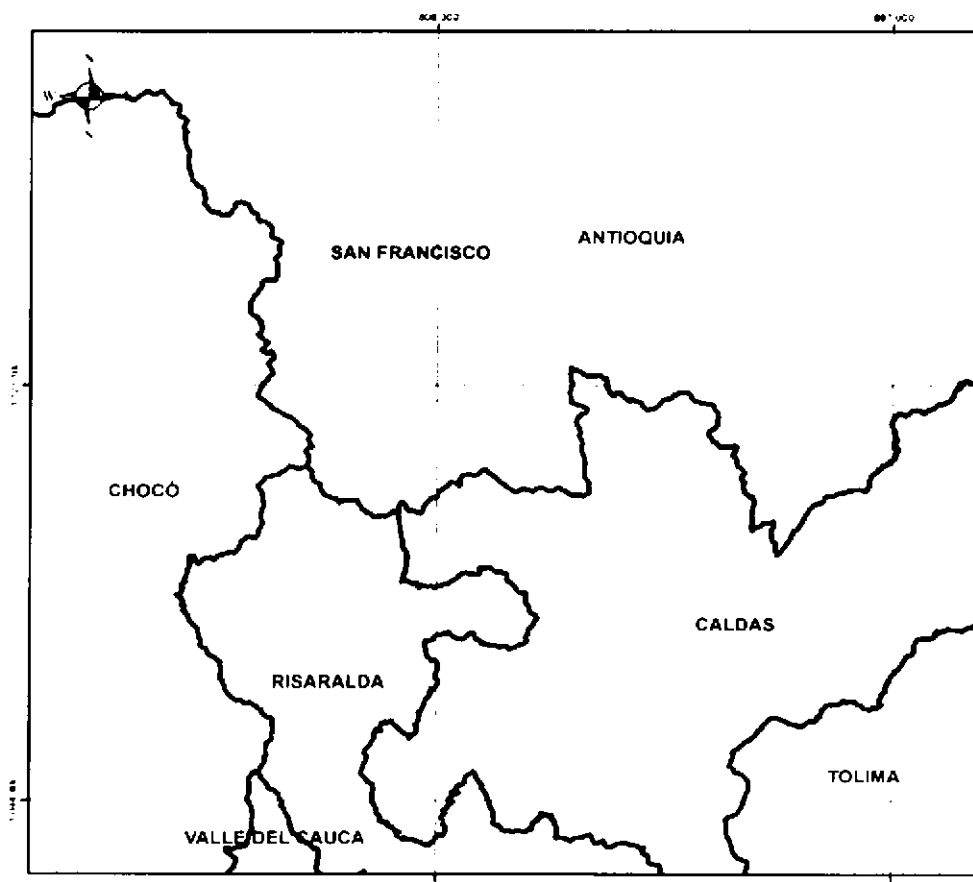 W
SAN FRANCISCO
ANTIOQUIA
CHOCÓ
CALDAS
RISARALDA
TOLIMA
VALLE DEL CAUCA